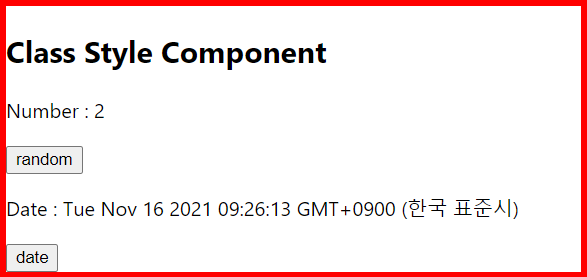 Class Style Component
Number : 2
random
Date : Tue Nov 16 2021 09:26:13 GMT+0900 (한국 표준시)
date